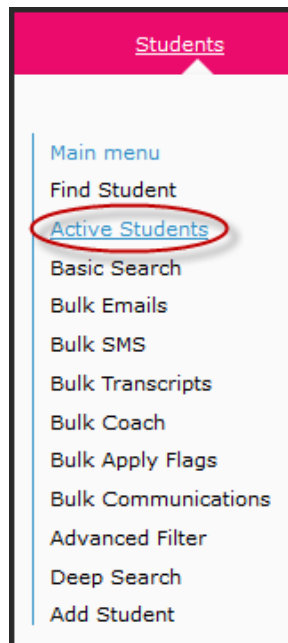 Students
Main menu
Find Student
Active Students
Basic Search
Bulk Emails
Bulk SMS
Bulk Transcripts
Bulk Coach
Bulk Apply Flags
Bulk Communications
Advanced Filter
Deep Search
Add Student